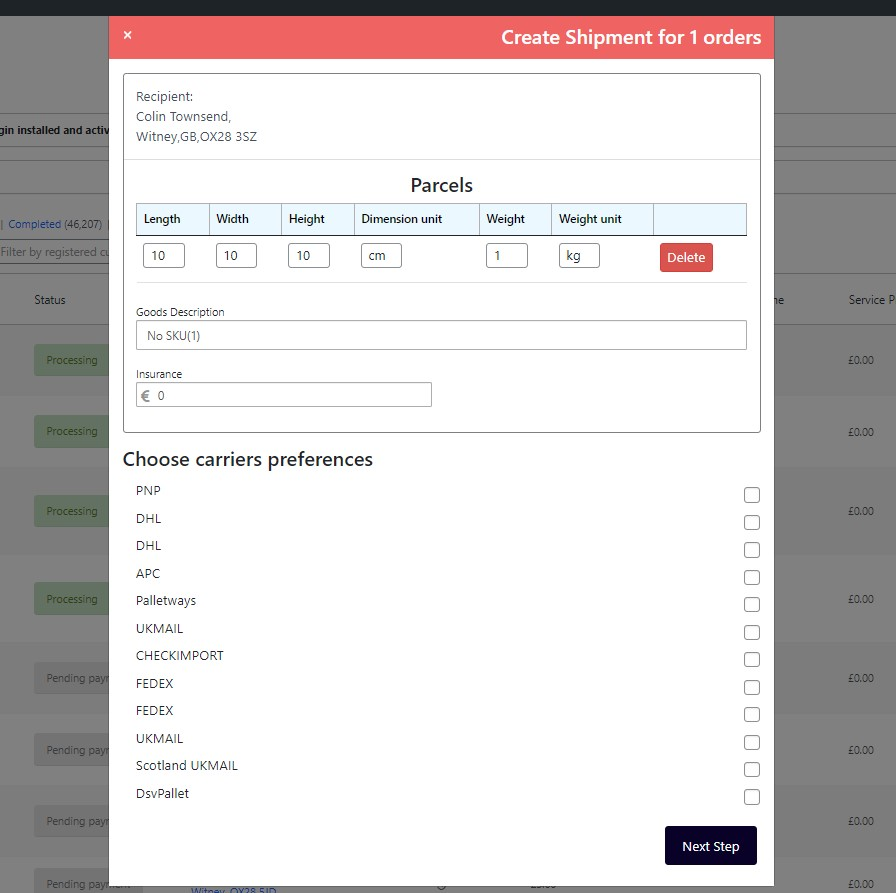 ×
Create Shipment for 1 orders
Recipient:
Colin Townsend,
Witney,GB,OX28 3SZ
gin installed and activ
Parcels
Length Width Height Dimension unit Weight Weight unit
10 10 10 cm 1 kg Delete
| Completed (46,207) |
Filter by registered cu
Status
Service P
Goods Description
No SKU(1)
Processing £0.00
Insurance
€ 0
Processing £0.00
Choose carriers preferences
PNP
Processing £0.00
DHL
DHL
APC
Palletways
Processing £0.00
UKMAIL
CHECKIMPORT
Pending payn £0.00
FEDEX
FEDEX
UKMAIL
Pending payn £0.00
Scotland UKMAIL
DsvPallet
Pending payn £0.00
Next Step
Pending payment £0.00
Witney, OX28 5JD